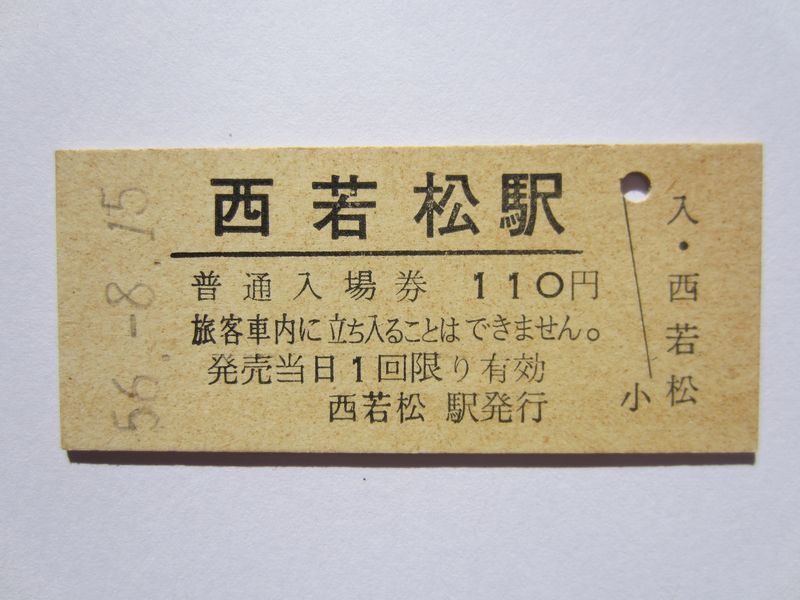 西若松駅
普通入場券 110円
旅客車内に立ち入ることはできません。
発売当日1回限り有効
西若松 駅発行
入・西若松
小
56.-8.15